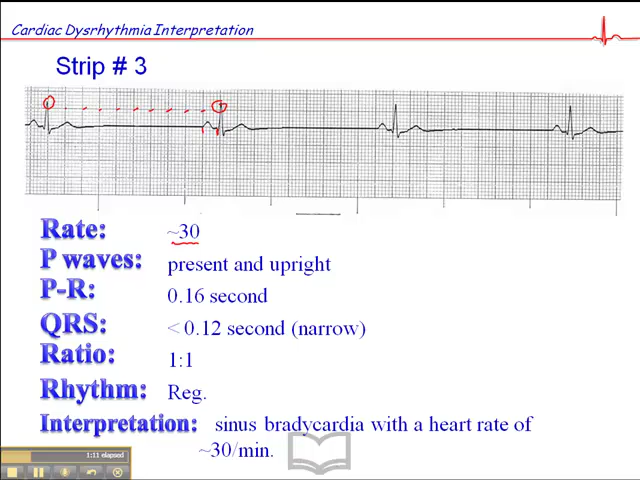 Cardiac Dysrhythmia Interpretation
Strip # 3
Rate: ~30
P waves: present and upright
P-R: 0.16 second
QRS: < 0.12 second (narrow)
Ratio: 1:1
Rhythm: Reg.
Interpretation: sinus bradycardia with a heart rate of
~30/min.
1:11 elapsed